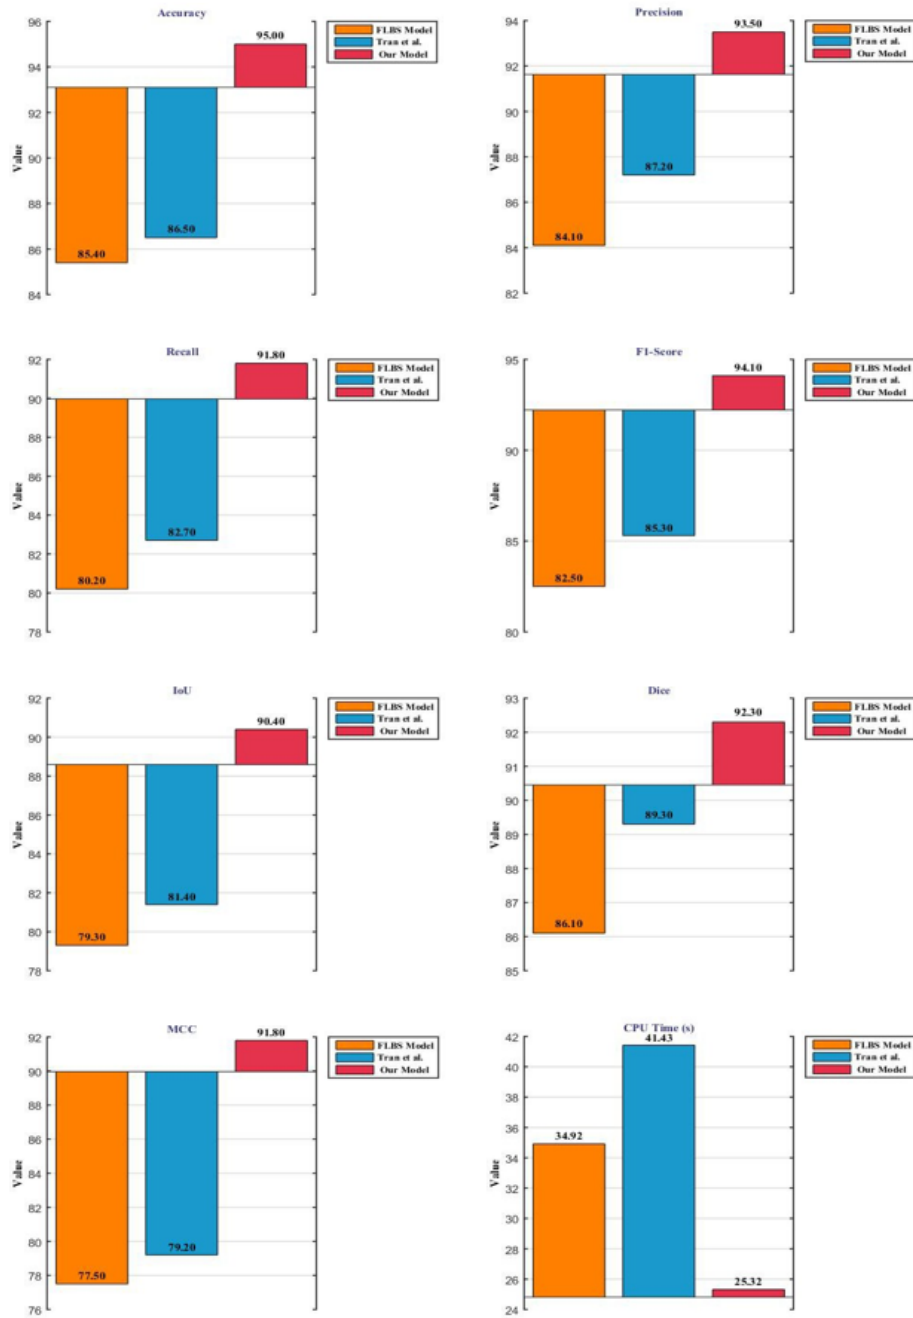 Accuracy
Value
96
94
92
90
88
86
84
85.40
86.50
95.00
FLBS Model
Tran et al.
Our Model
Precision
Value
94
92
90
88
86
84
82
84.10
87.20
93.50
FLBS Model
Tran et al.
Our Model
Recall
Value
92
90
88
86
84
82
80
78
80.20
82.70
91.80
FLBS Model
Tran et al.
Our Model
F1-Score
Value
95
90
85
80
82.50
85.30
94.10
FLBS Model
Tran et al.
Our Model
IoU
Value
92
90
88
86
84
82
80
78
79.30
81.40
90.40
FLBS Model
Tran et al.
Our Model
Dice
Value
93
92
91
90
89
88
87
86
85
86.10
89.30
92.30
FLBS Model
Tran et al.
Our Model
MCC
Value
92
90
88
86
84
82
80
78
76
77.50
79.20
91.80
FLBS Model
Tran et al.
Our Model
CPU Time (s)
Value
42
40
38
36
34
32
30
28
26
24
34.92
41.43
25.32
FLBS Model
Tran et al.
Our Model